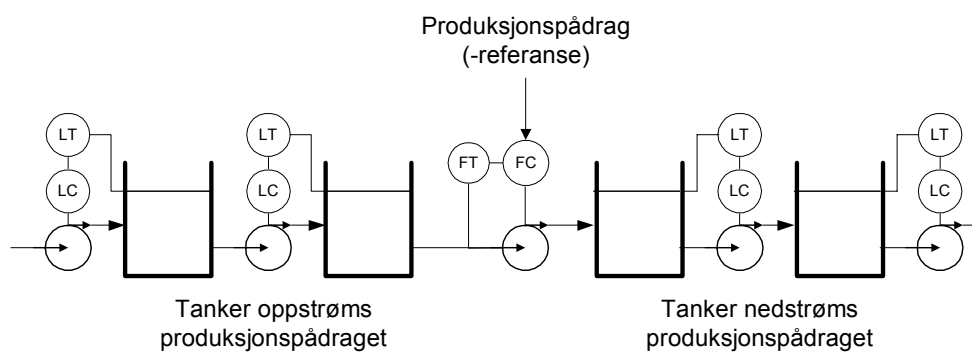 Produksjonspådrag
(-referanse)
LT
LT
LT
LT
FT
FC
LC
LC
LC
LC
Tanker oppstrøms
produksjonspådraget
Tanker nedstrøms
produksjonspådraget